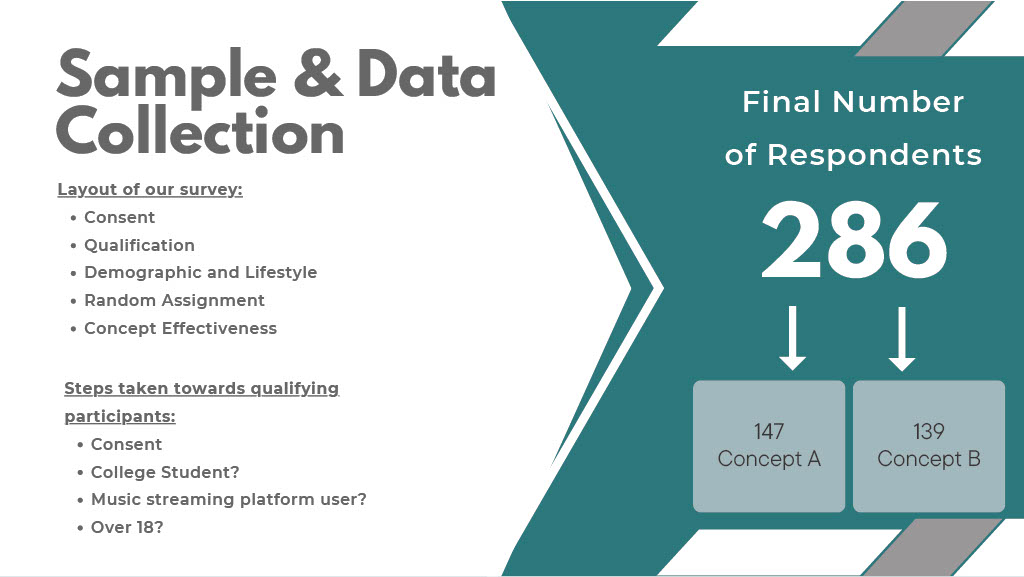 Sample & Data
Collection
Layout of our survey:
• Consent
• Qualification
• Demographic and Lifestyle
• Random Assignment
• Concept Effectiveness
Steps taken towards qualifying
participants:
• Consent
• College Student?
• Music streaming platform user?
• Over 18?
Final Number
of Respondents
286
147
Concept A
139
Concept B